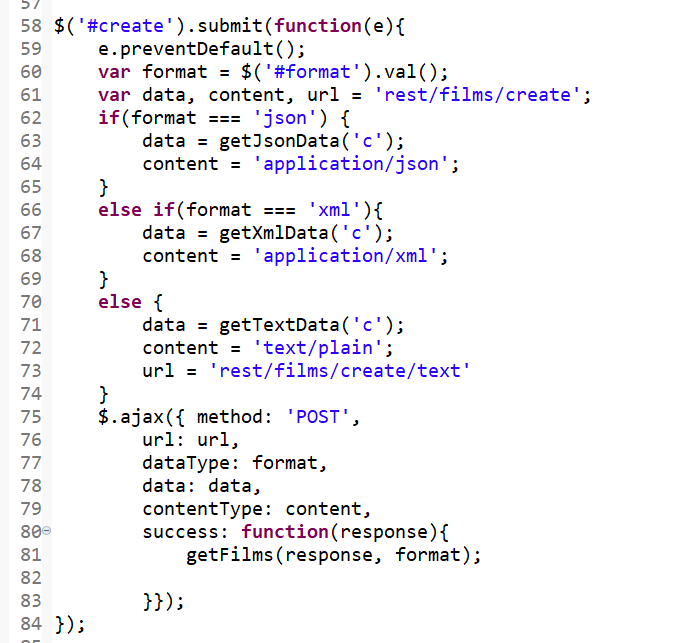 57
58 $('#create').submit(function(e){
59     e.preventDefault();
60     var format = $('#format').val();
61     var data, content, url = 'rest/films/create';
62     if(format === 'json') {
63         data = getJsonData('c');
64         content = 'application/json';
65     }
66     else if(format === 'xml'){
67         data = getXmlData('c');
68         content = 'application/xml';
69     }
70     else {
71         data = getTextData('c');
72         content = 'text/plain';
73         url = 'rest/films/create/text'
74     }
75     $.ajax({ method: 'POST',
76         url: url,
77         dataType: format,
78         data: data,
79         contentType: content,
80         success: function(response){
81             getFilms(response, format);
82
83         }});
84 });